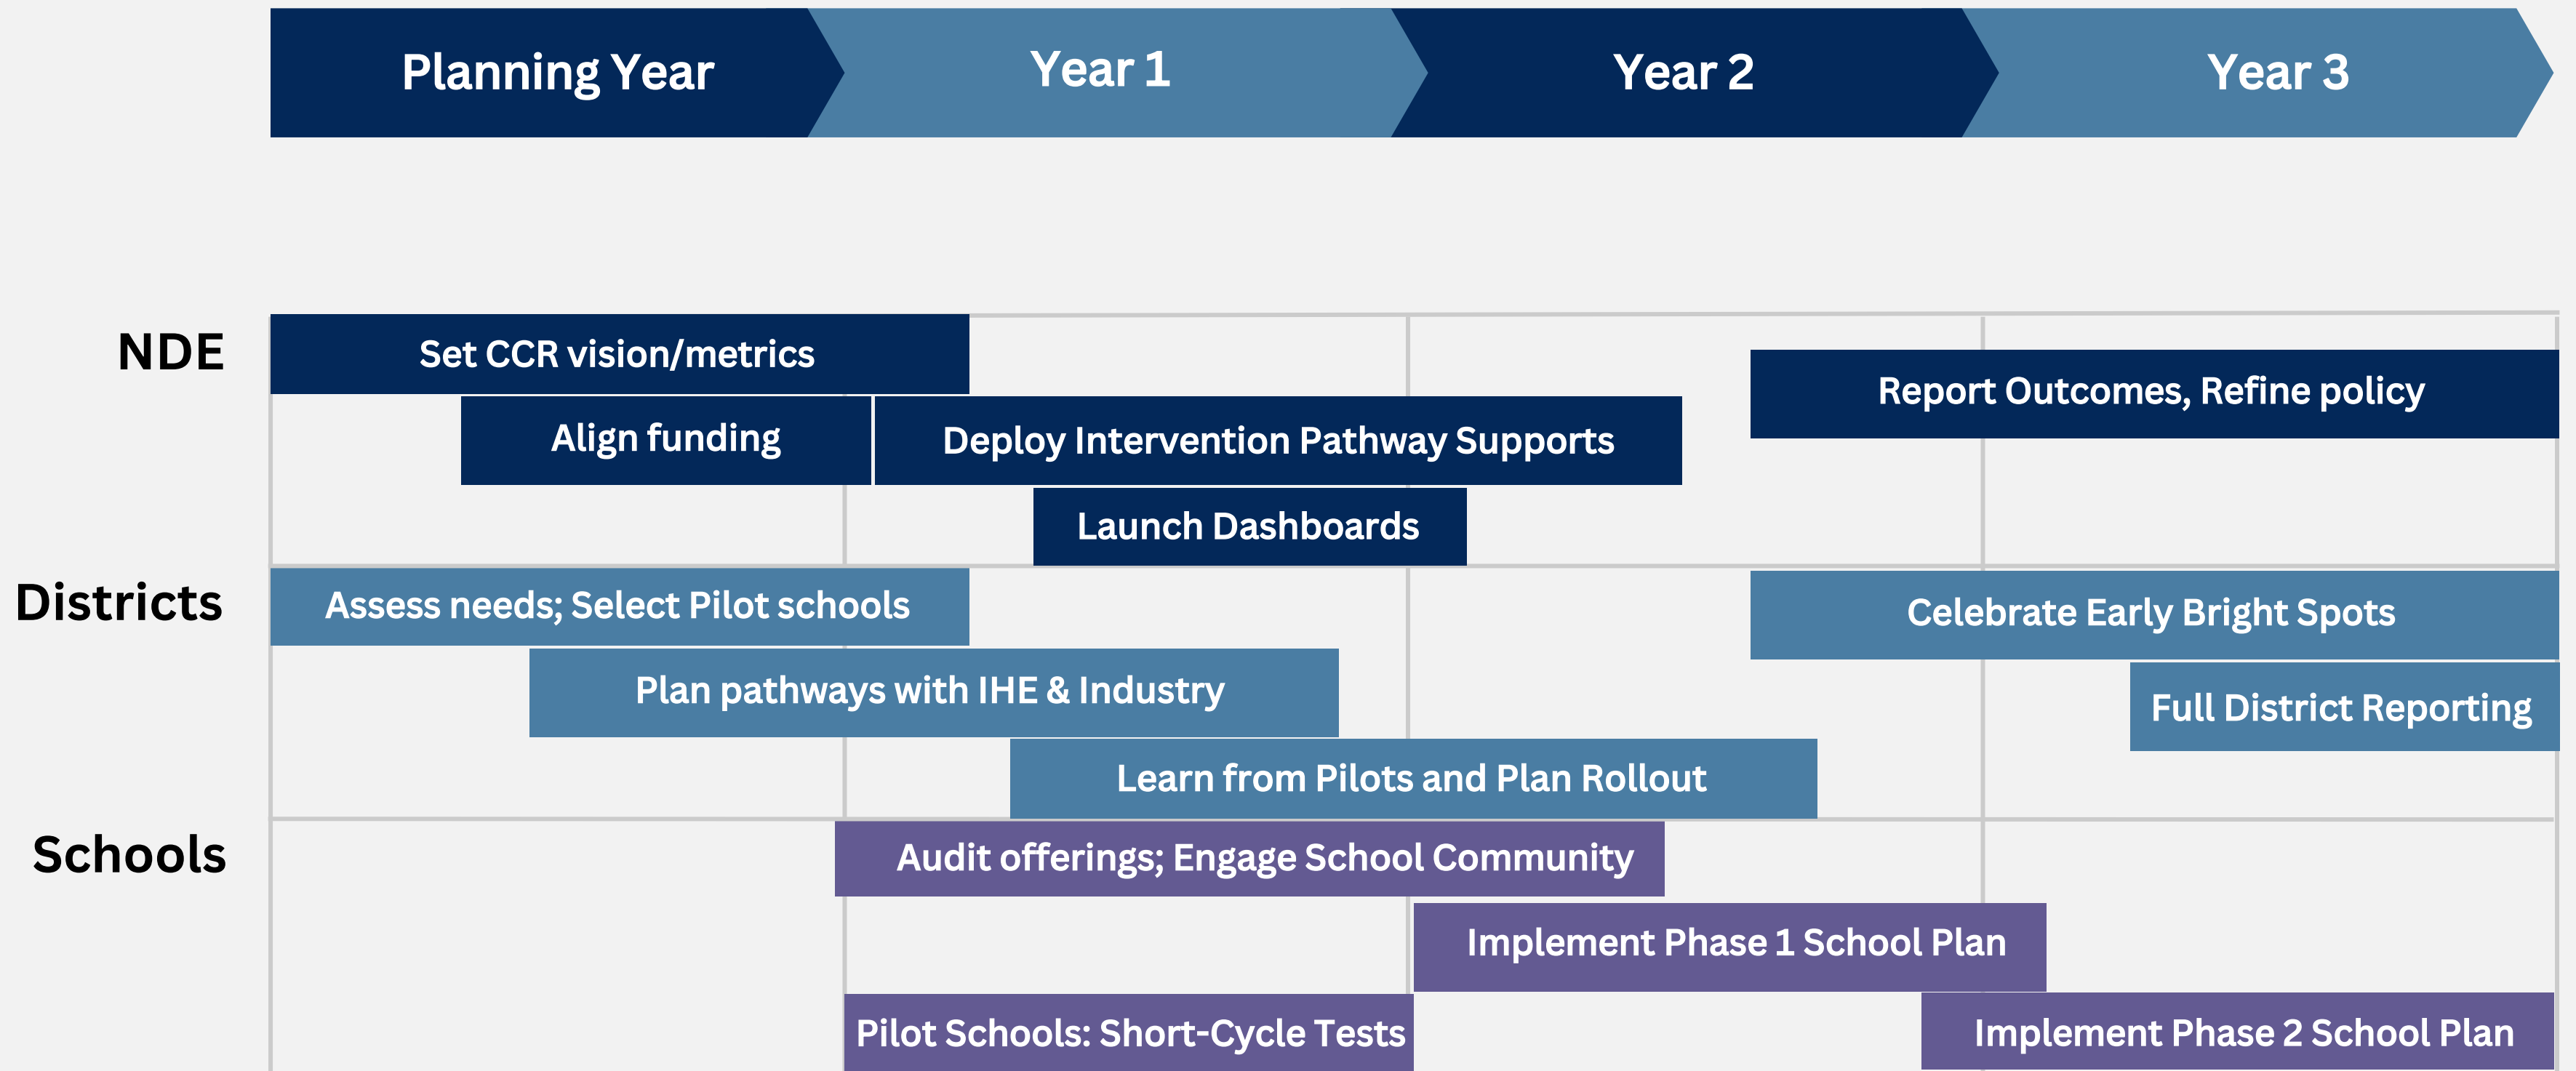 Planning Year
Year 1
Year 2
Year 3
NDE
Set CCR vision/metrics
Report Outcomes, Refine policy
Align funding
Deploy Intervention Pathway Supports
Launch Dashboards
Districts
Assess needs; Select Pilot schools
Celebrate Early Bright Spots
Plan pathways with IHE & Industry
Full District Reporting
Learn from Pilots and Plan Rollout
Schools
Audit offerings; Engage School Community
Implement Phase 1 School Plan
Pilot Schools: Short-Cycle Tests
Implement Phase 2 School Plan